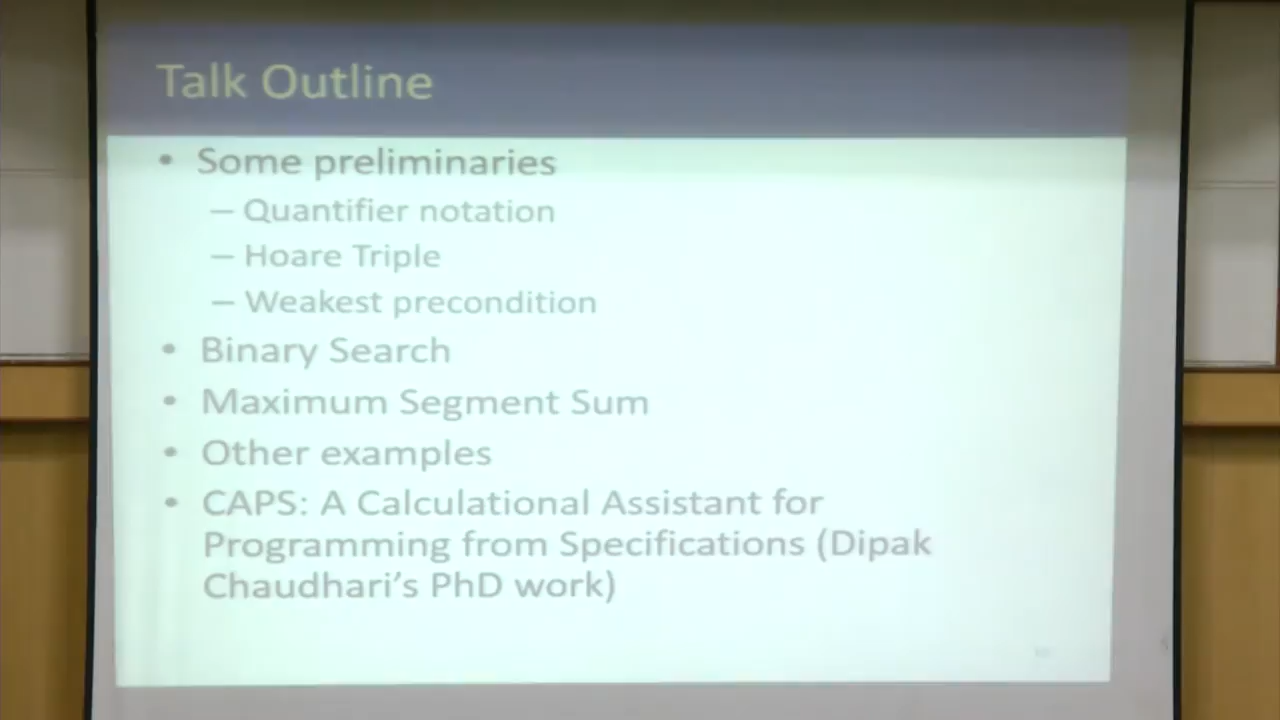 Talk Outline
• Some preliminaries
– Quantifier notation
– Hoare Triple
– Weakest precondition
• Binary Search
• Maximum Segment Sum
• Other examples
• CAPS: A Calculational Assistant for
Programming from Specifications (Dipak
Chaudhari's PhD work)